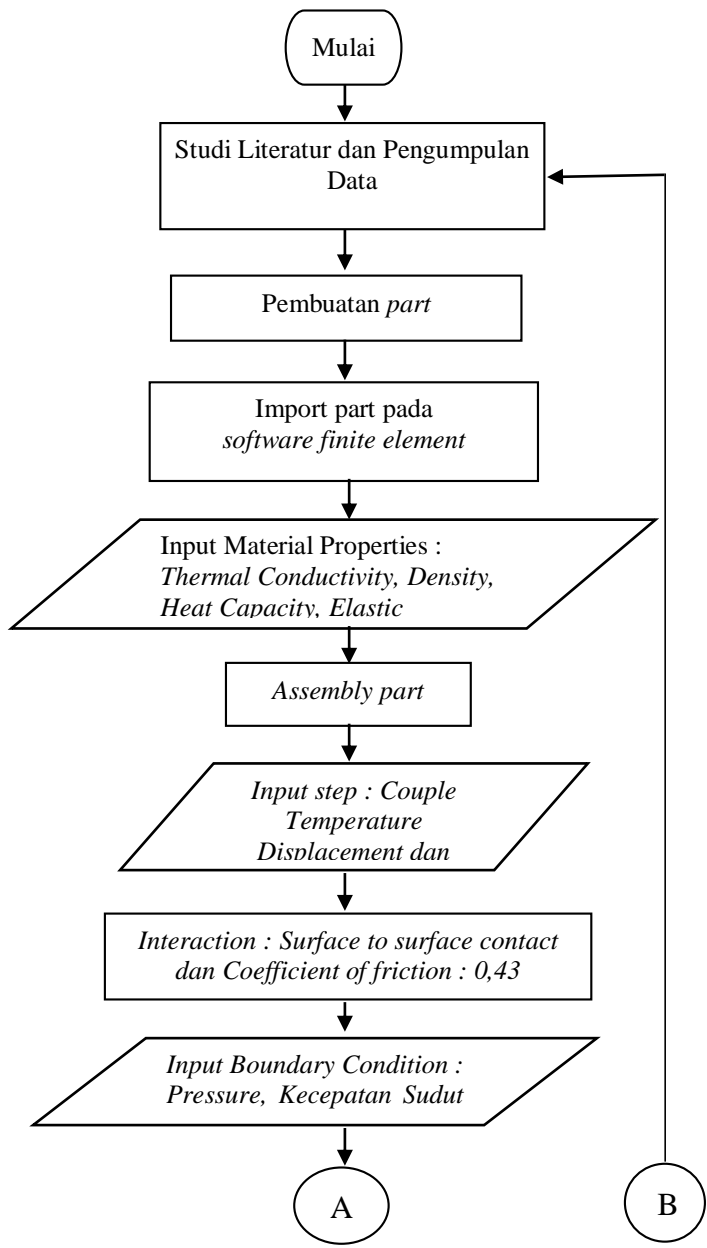 Mulai
Studi Literatur dan Pengumpulan
Data
Pembuatan part
Import part pada
software finite element
Input Material Properties :
Thermal Conductivity, Density,
Heat Capacity, Elastic
Assembly part
Input step : Couple
Temperature
Displacement dan
Interaction : Surface to surface contact
dan Coefficient of friction : 0,43
Input Boundary Condition :
Pressure, Kecepatan Sudut
A
B